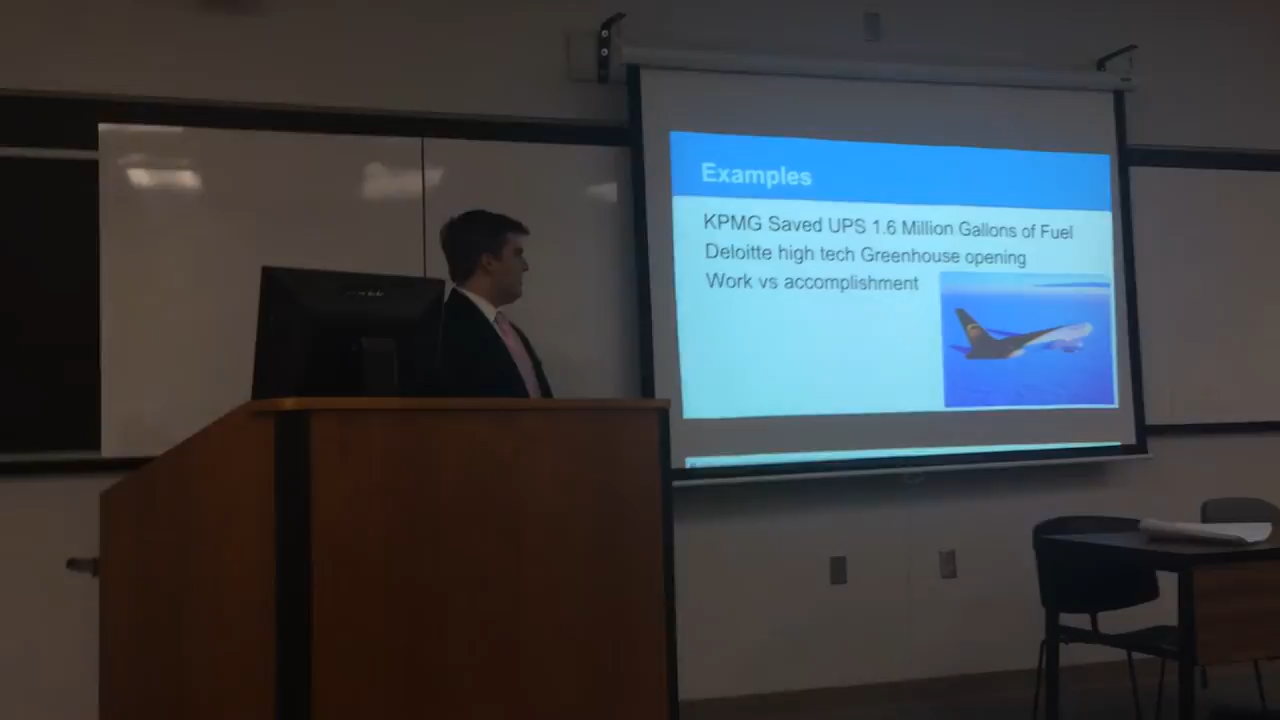 Examples
KPMG Saved UPS 1.6 Million Gallons of Fuel
Deloitte high tech Greenhouse opening
Work vs accomplishment